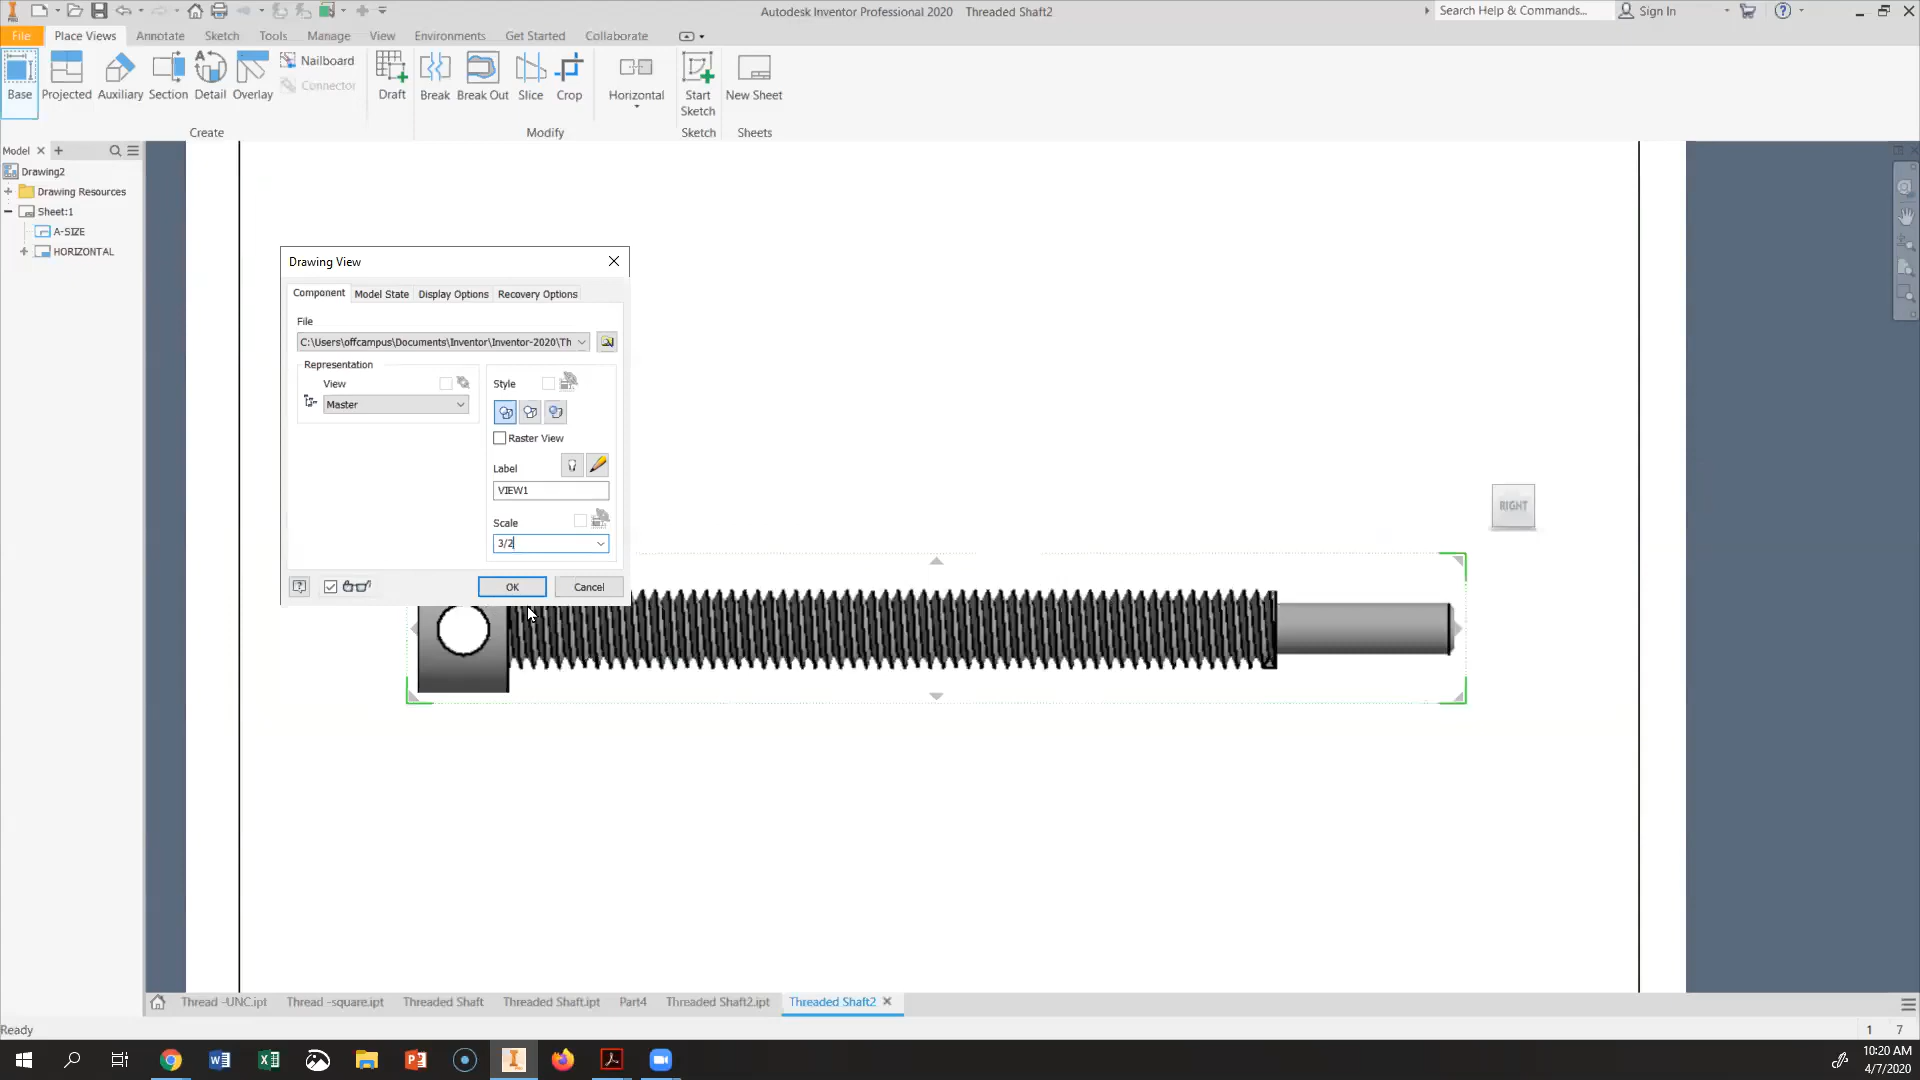 PRO
Autodesk Inventor Professional 2020 Threaded Shaft2
Search Help & Commands...
Sign In
File
Place Views
Annotate
Sketch
Tools
Manage
View
Environments
Get Started
Collaborate
Base
Projected
Auxiliary
Section
Detail
Overlay
Nailboard
Connector
Draft
Break
Break Out
Slice
Crop
Horizontal
Start
Sketch
New Sheet
Create
Modify
Sketch
Sheets
Model
Drawing2
Drawing Resources
Sheet:1
A-SIZE
HORIZONTAL
Drawing View
Component
Model State
Display Options
Recovery Options
File
C:\Users\offcampus\Documents\Inventor\Inventor-2020\Th
Representation
View
Master
Style
Raster View
Label
VIEW1
Scale
3/2
OK
Cancel
RIGHT
Thread -UNC.ipt
Thread -square.ipt
Threaded Shaft
Threaded Shaft.ipt
Part4
Threaded Shaft2.ipt
Threaded Shaft2
Ready
1 7
10:20 AM
4/7/2020